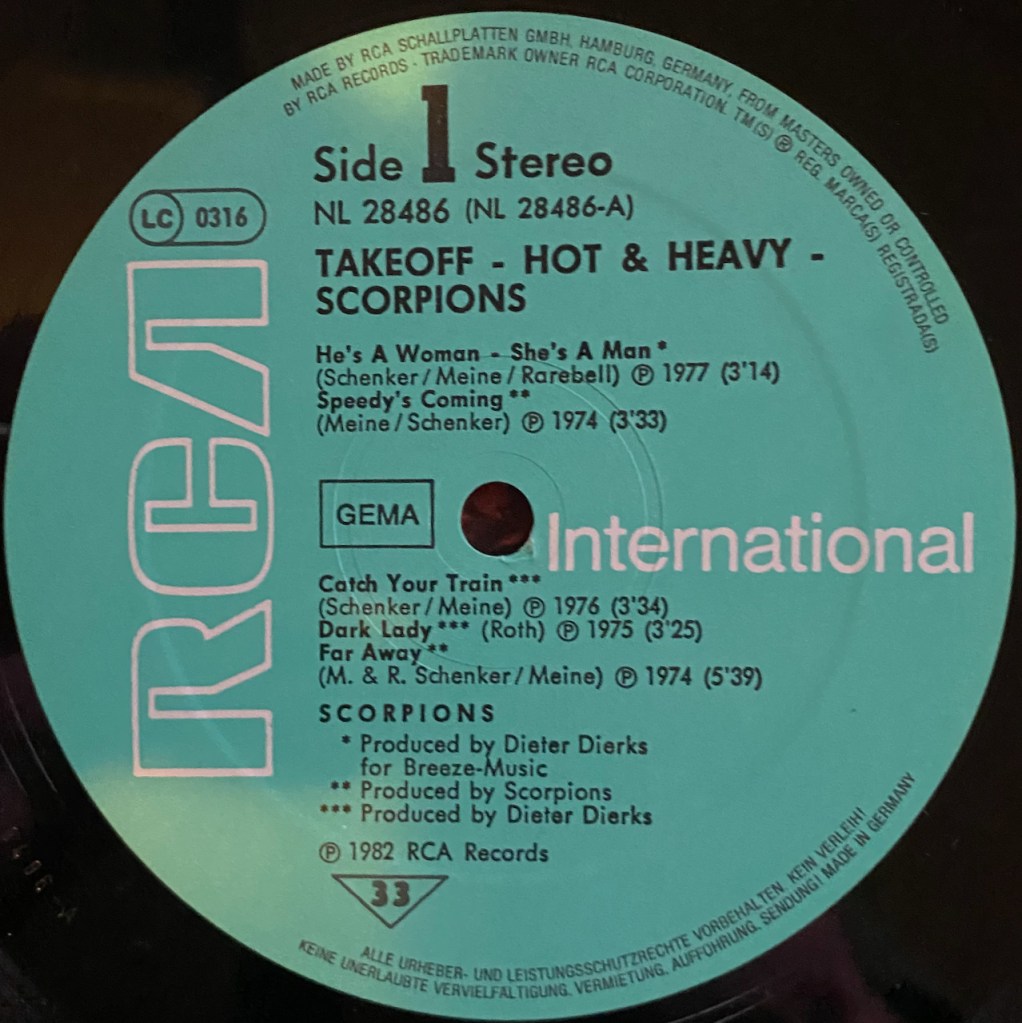 MADE BY RCA SCHALLPLATTEN GMBH, HAMBURG, GERMANY, FROM MASTERS OWNED OR CONTROLLED
BY RCA RECORDS · TRADEMARK OWNER RCA CORPORATION. TM(S) ® REG. MARCA(S) REGISTRADA(S)
Side 1 Stereo
NL 28486 (NL 28486-A)
LC 0316
TAKEOFF - HOT & HEAVY -
SCORPIONS
He's A Woman - She's A Man *
(Schenker/Meine/Rarebell) ℗ 1977 (3'14)
Speedy's Coming **
(Meine/Schenker) ℗ 1974 (3'33)
RCA
GEMA
International
Catch Your Train ***
(Schenker/Meine) ℗ 1976 (3'34)
Dark Lady *** (Roth) ℗ 1975 (3'25)
Far Away **
(M. & R. Schenker/Meine) ℗ 1974 (5'39)
SCORPIONS
* Produced by Dieter Dierks
for Breeze-Music
** Produced by Scorpions
*** Produced by Dieter Dierks
℗ 1982 RCA Records
33
ALLE URHEBER- UND LEISTUNGSSCHUTZRECHTE VORBEHALTEN. KEIN VERLEIH!
KEINE UNERLAUBTE VERVIELFÄLTIGUNG, VERMIETUNG, AUFFÜHRUNG, SENDUNG! MADE IN GERMANY